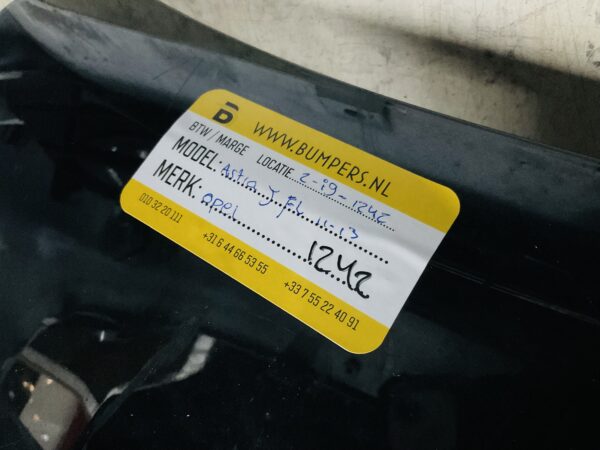 B WWW.BUMPERS.NL
BTW / MARGE LOCATIE 2-19-1242
MODEL: Astra J FL 11-13
MERK: opel
1242
010 32 20 111 +31 6 44 66 53 55 +33 7 55 22 40 91